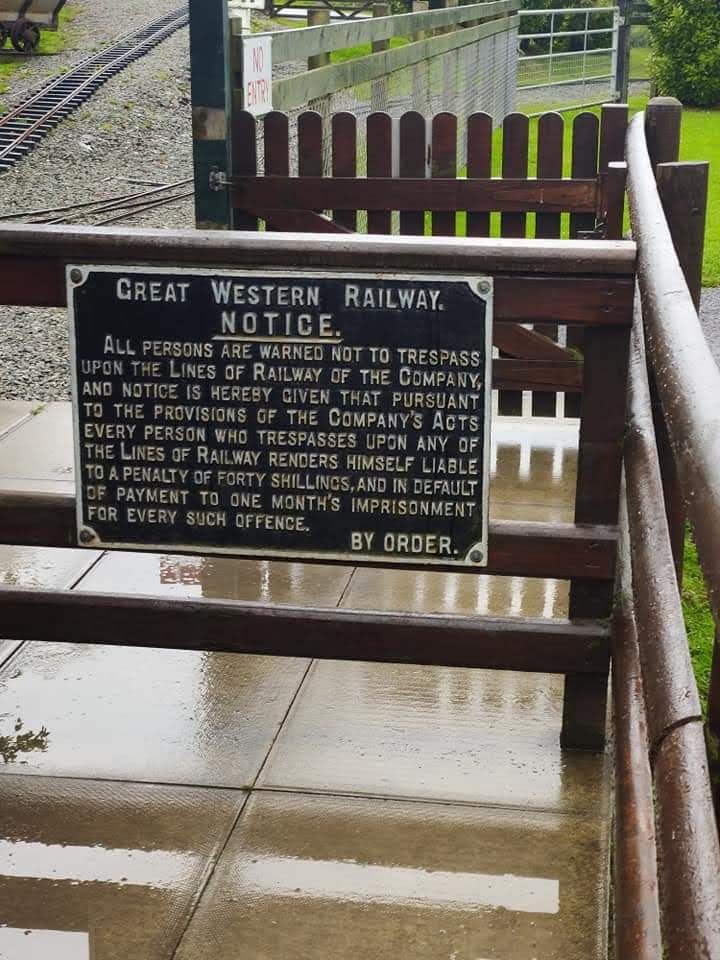 NO
ENTRY
GREAT WESTERN RAILWAY.
NOTICE.
ALL PERSONS ARE WARNED NOT TO TRESPASS
UPON THE LINES OF RAILWAY OF THE COMPANY,
AND NOTICE IS HEREBY GIVEN THAT PURSUANT
TO THE PROVISIONS OF THE COMPANY'S ACTS
EVERY PERSON WHO TRESPASSES UPON ANY OF
THE LINES OF RAILWAY RENDERS HIMSELF LIABLE
TO A PENALTY OF FORTY SHILLINGS, AND IN DEFAULT
OF PAYMENT TO ONE MONTH'S IMPRISONMENT
FOR EVERY SUCH OFFENCE.
BY ORDER.